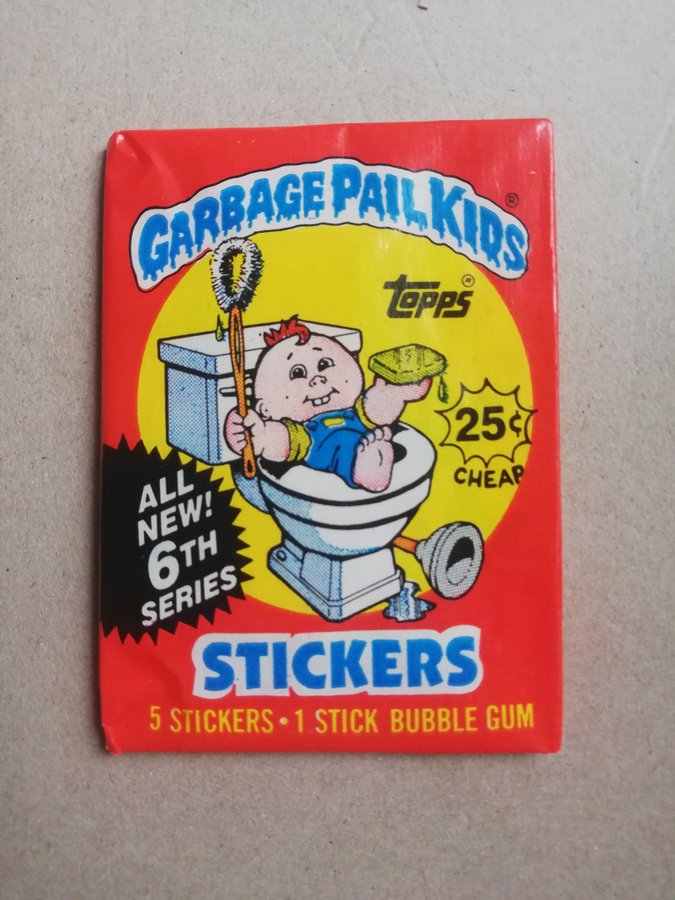 GARBAGE PAIL KIDS ®
topps ®
25¢
CHEAP
ALL
NEW!
6TH
SERIES
STICKERS
5 STICKERS • 1 STICK BUBBLE GUM